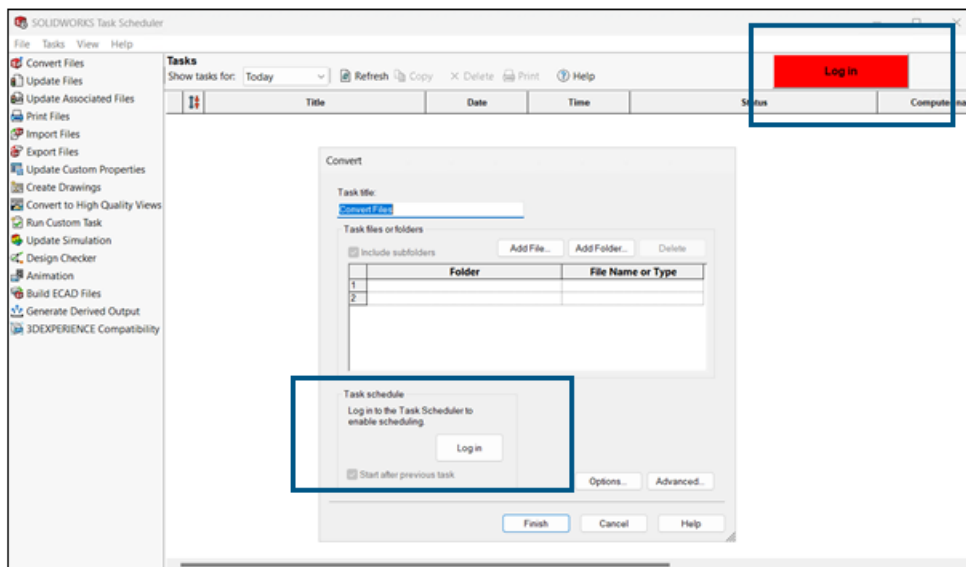 SOLIDWORKS Task Scheduler
File Tasks View Help
Convert Files
Update Files
Update Associated Files
Print Files
Import Files
Export Files
Update Custom Properties
Create Drawings
Convert to High Quality Views
Run Custom Task
Update Simulation
Design Checker
Animation
Build ECAD Files
Generate Derived Output
3DEXPERIENCE Compatibility
Tasks
Show tasks for: Today Refresh Copy Delete Print Help
Log in
Title Date Time Status
Convert
Task title:
Convert Files
Task files or folders
Include subfolders Add File... Add Folder... Delete
Folder File Name or Type
1
2
Task schedule
Log in to the Task Scheduler to
enable scheduling.
Log in
Start after previous task
Options... Advanced...
Finish Cancel Help